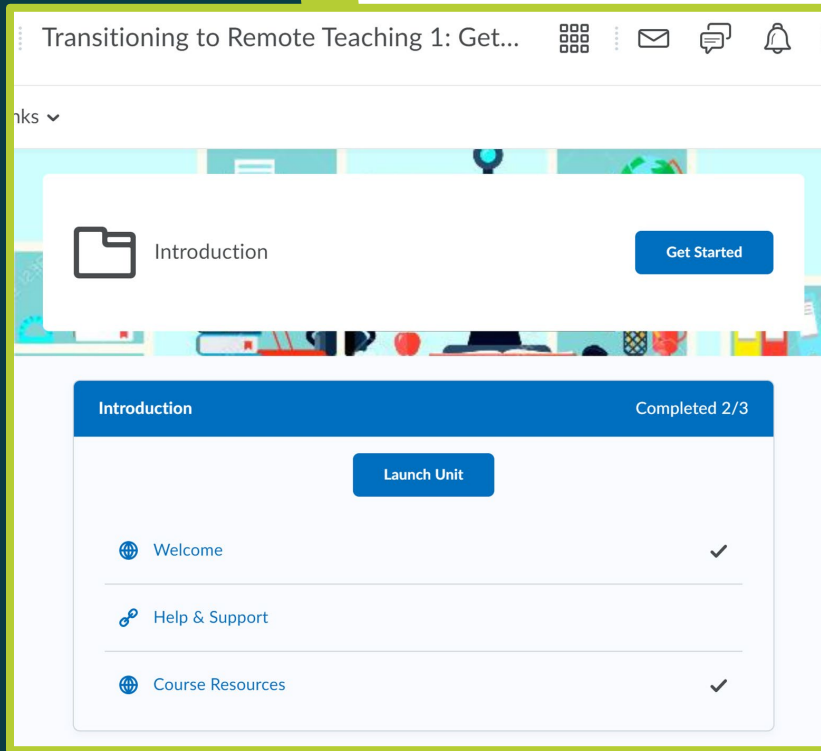 Transitioning to Remote Teaching 1: Get...
nks
Introduction
Get Started
Introduction
Completed 2/3
Launch Unit
Welcome
Help & Support
Course Resources